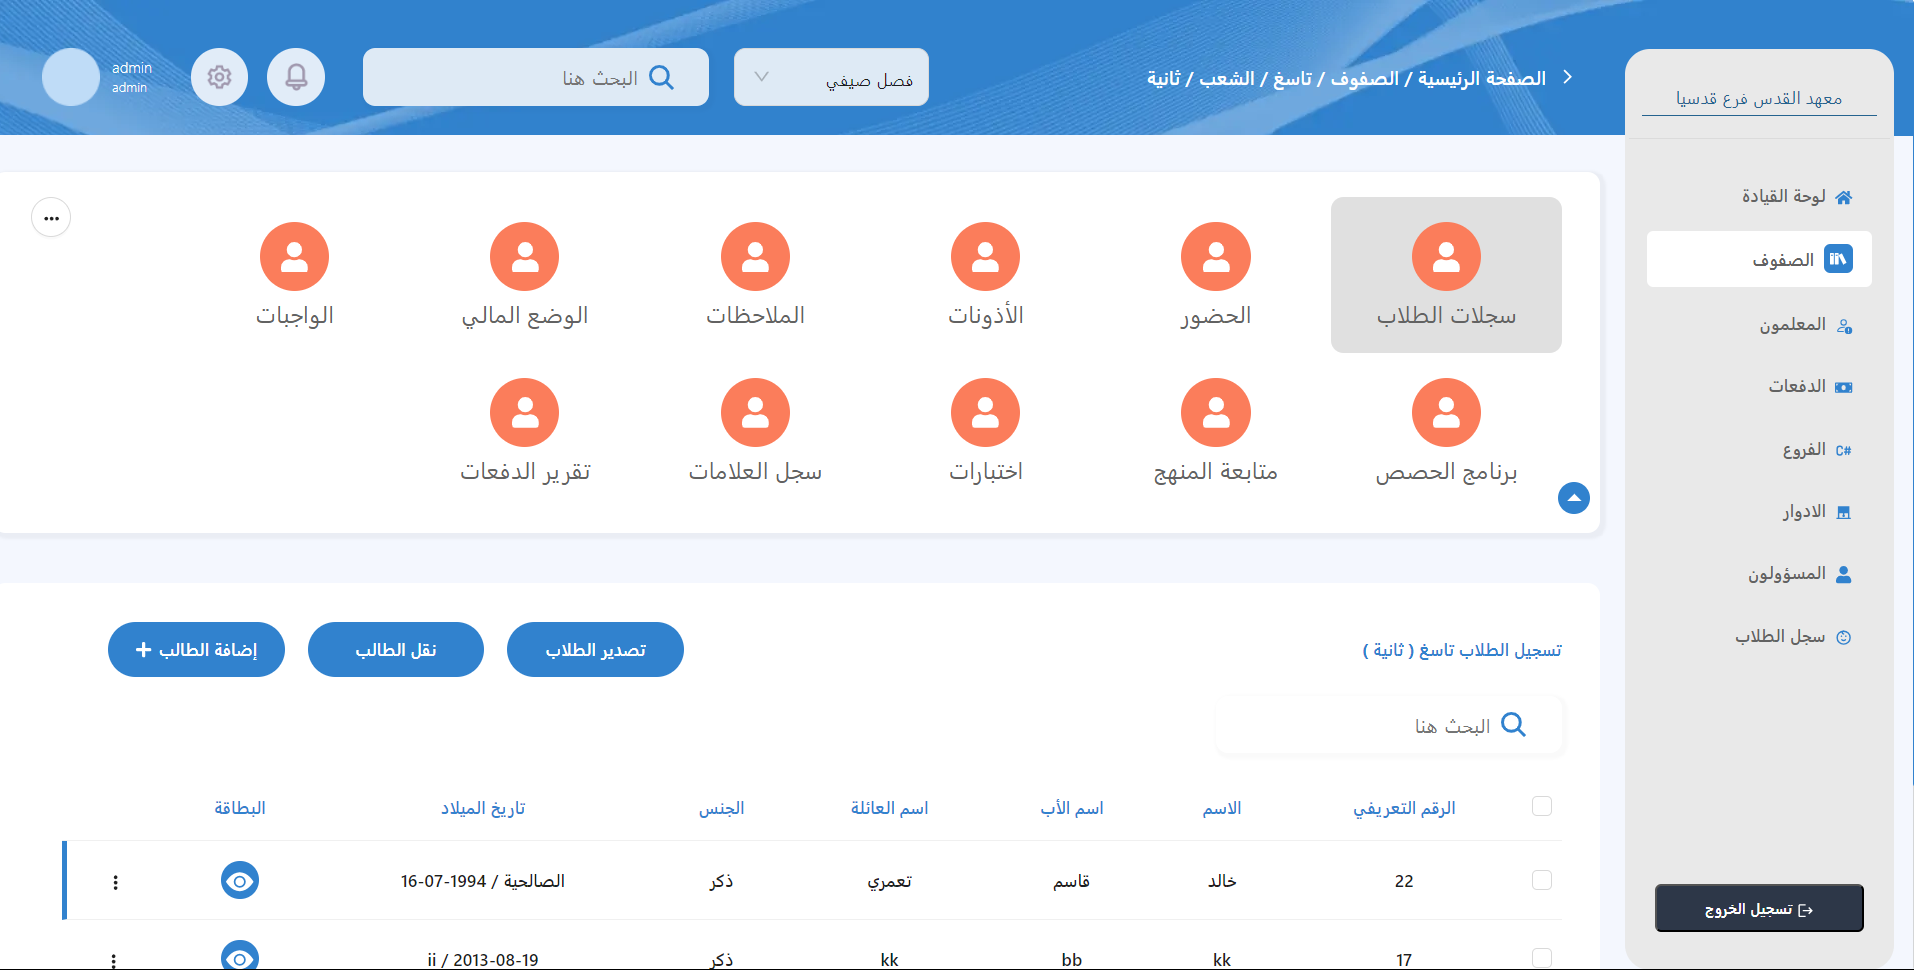 معهد القدس فرع قدسيا
الصفحة الرئيسية / الصفوف / تاسغ / الشعب / ثانية
فصل صيفي
البحث هنا
admin
admin
لوحة القيادة
الصفوف
المعلمون
الدفعات
C# الفروع
الادوار
المسؤولون
سجل الطلاب
تسجيل الخروج
سجلات الطلاب
الحضور
الأذونات
الملاحظات
الوضع المالي
الواجبات
برنامج الحصص
متابعة المنهج
اختبارات
سجل العلامات
تقرير الدفعات
تسجيل الطلاب تاسغ ( ثانية )
تصدير الطلاب
نقل الطالب
إضافة الطالب +
البحث هنا
الرقم التعريفي الاسم اسم الأب اسم العائلة الجنس تاريخ الميلاد البطاقة
22 خالد قاسم تعمري ذكر الصالحية / 1994-07-16
17 kk bb kk ذكر ii / 2013-08-19